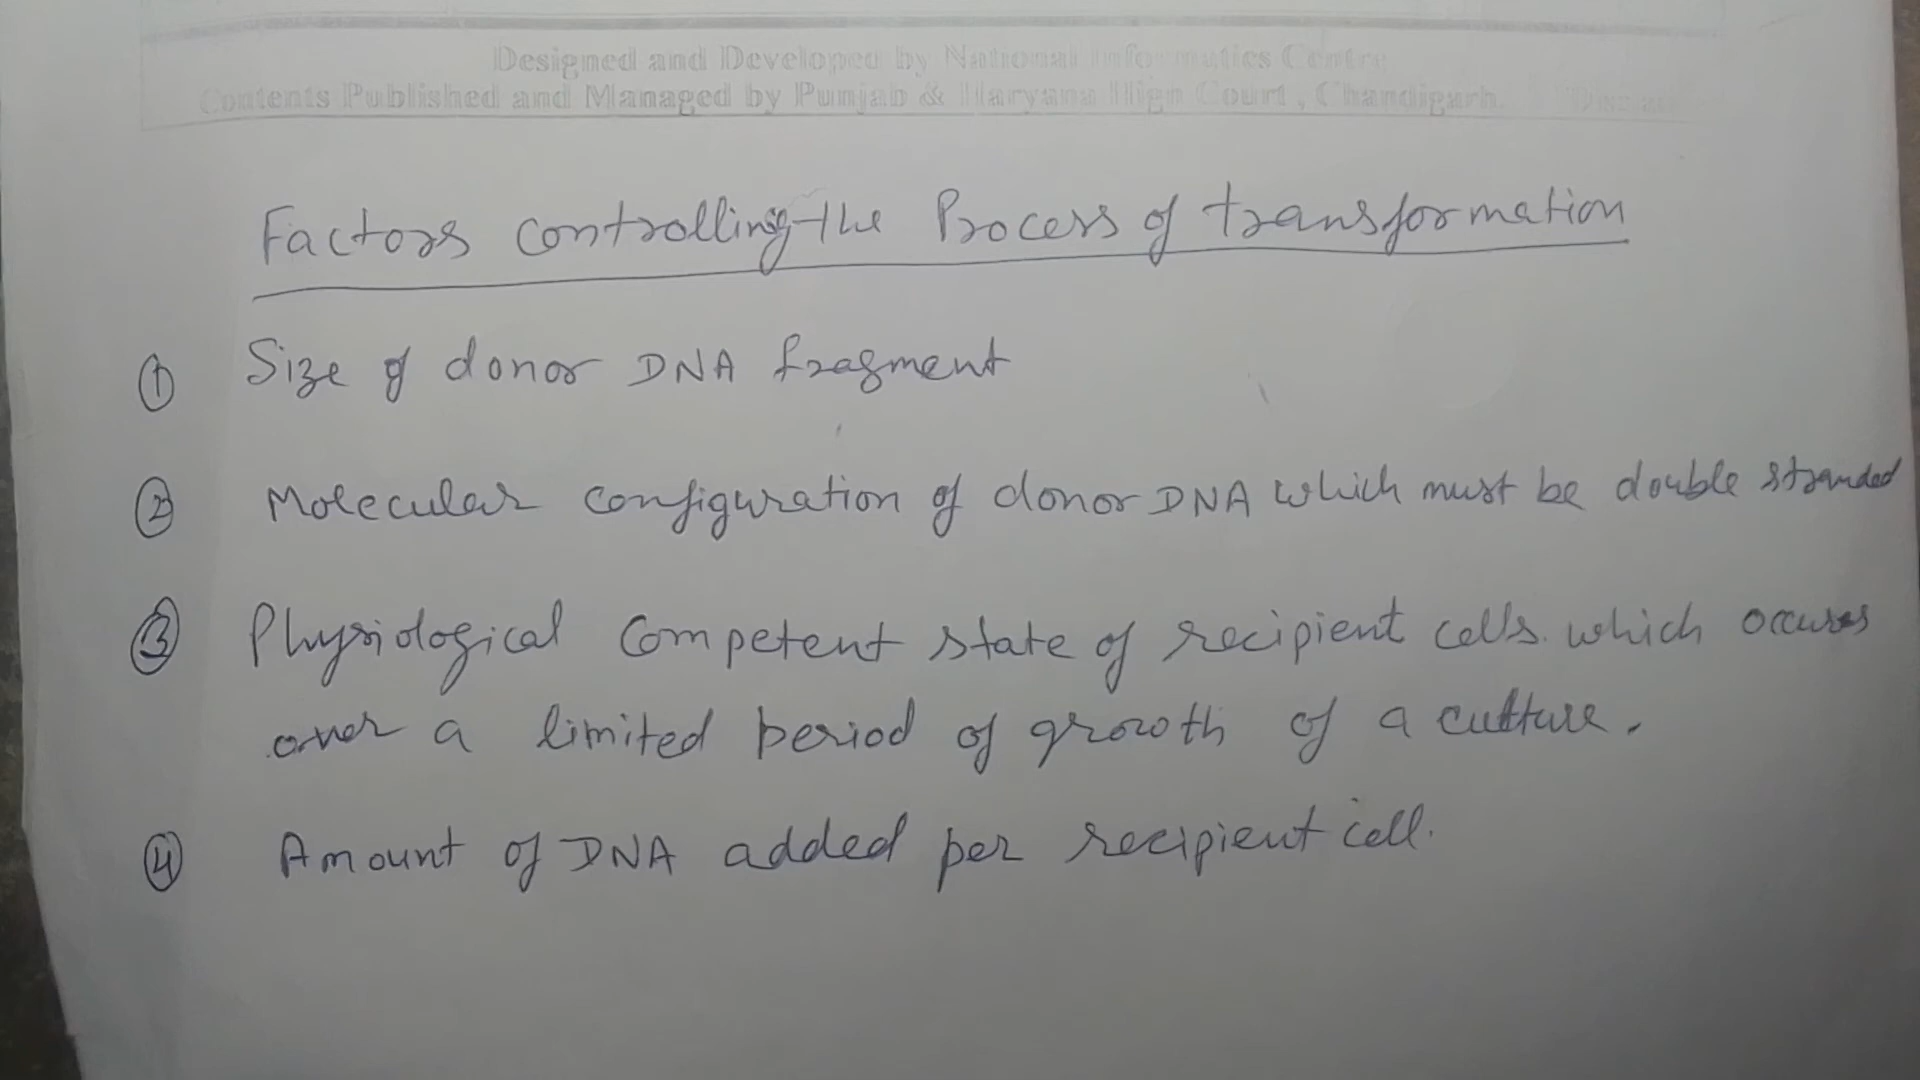 Designed and Developed by National Informatics Centre
Contents Published and Managed by Punjab & Haryana High Court, Chandigarh.
Factors controlling the Process of transformation
① Size of donor DNA fragment
② Molecular configuration of donor DNA which must be double stranded
③ Physiological competent state of recipient cells. which occures
over a limited period of growth of a culture.
④ Amount of DNA added per recipient cell.